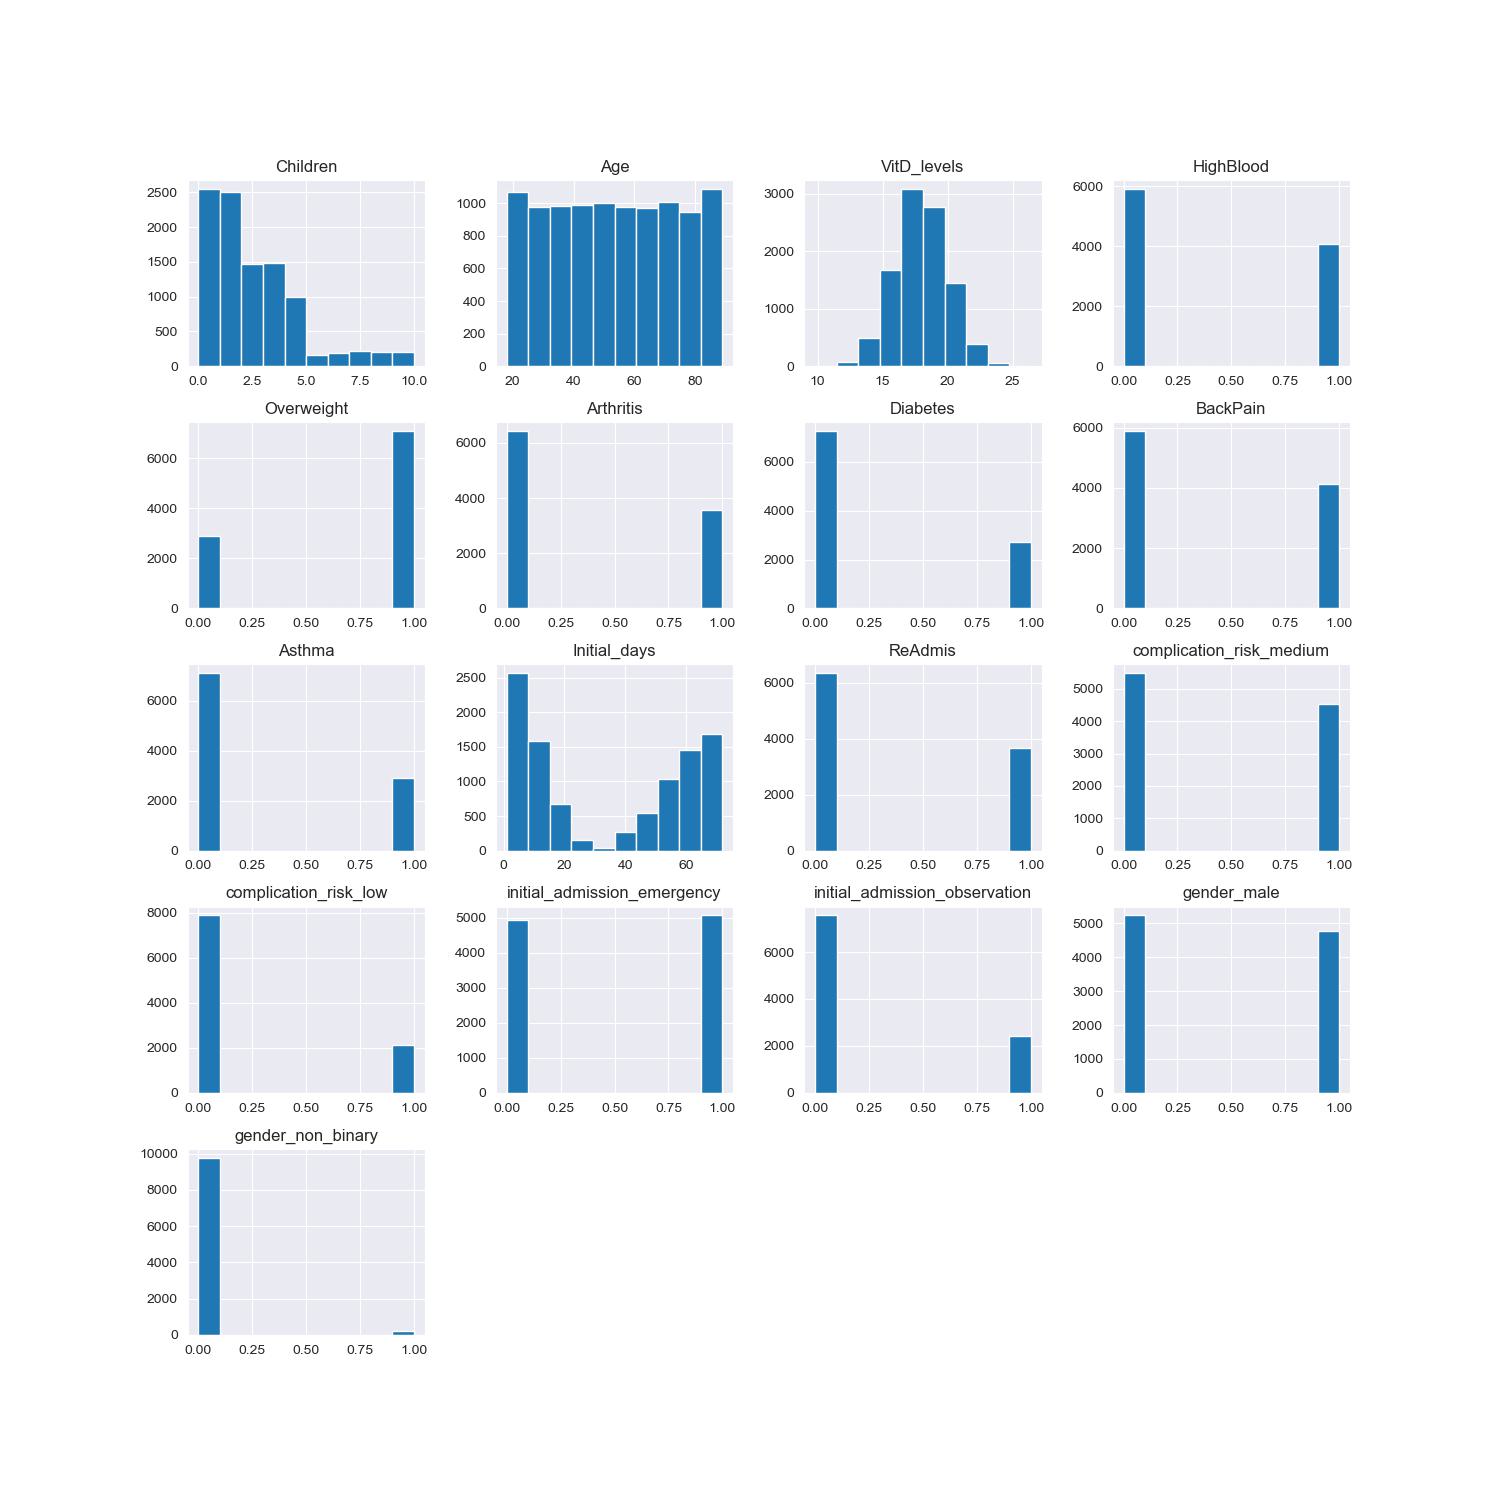 Children Age VitD_levels HighBlood
2500 2000 1500 1000 500 0
0.0 2.5 5.0 7.5 10.0
1000 800 600 400 200 0
20 40 60 80
3000 2000 1000 0
10 15 20 25
6000 4000 2000 0
0.00 0.25 0.50 0.75 1.00
Overweight Arthritis Diabetes BackPain
6000 4000 2000 0
0.00 0.25 0.50 0.75 1.00
6000 4000 2000 0
0.00 0.25 0.50 0.75 1.00
6000 4000 2000 0
0.00 0.25 0.50 0.75 1.00
6000 4000 2000 0
0.00 0.25 0.50 0.75 1.00
Asthma Initial_days ReAdmis complication_risk_medium
6000 4000 2000 0
0.00 0.25 0.50 0.75 1.00
2500 2000 1500 1000 500 0
0 20 40 60
6000 4000 2000 0
0.00 0.25 0.50 0.75 1.00
5000 4000 3000 2000 1000 0
0.00 0.25 0.50 0.75 1.00
complication_risk_low initial_admission_emergency initial_admission_observation gender_male
8000 6000 4000 2000 0
0.00 0.25 0.50 0.75 1.00
5000 4000 3000 2000 1000 0
0.00 0.25 0.50 0.75 1.00
6000 4000 2000 0
0.00 0.25 0.50 0.75 1.00
5000 4000 3000 2000 1000 0
0.00 0.25 0.50 0.75 1.00
gender_non_binary
10000 8000 6000 4000 2000 0
0.00 0.25 0.50 0.75 1.00